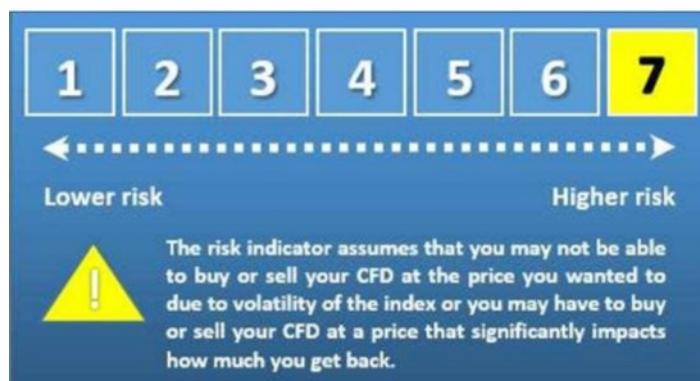 1 2 3 4 5 6 7
Lower risk Higher risk
!
The risk indicator assumes that you may not be able
to buy or sell your CFD at the price you wanted to
due to volatility of the index or you may have to buy
or sell your CFD at a price that significantly impacts
how much you get back.